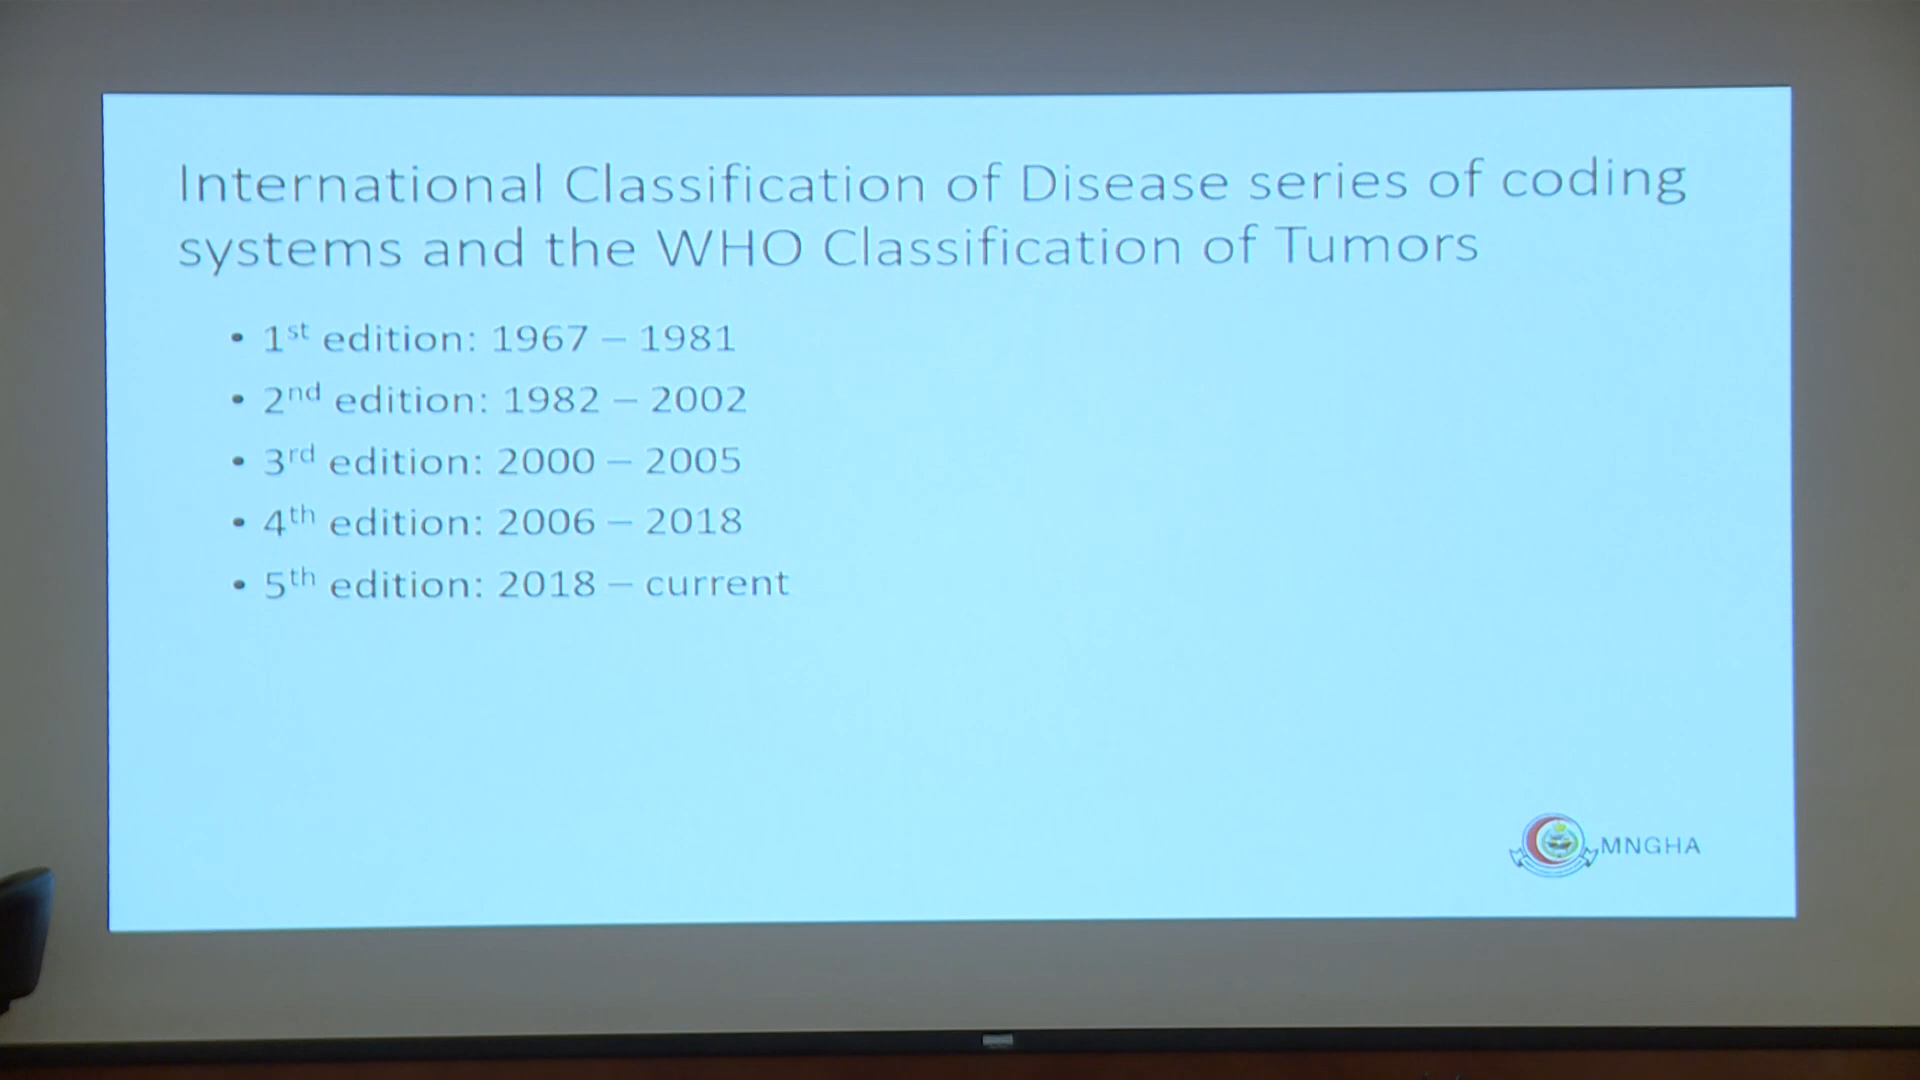 International Classification of Disease series of coding
systems and the WHO Classification of Tumors
• 1st edition: 1967 – 1981
• 2nd edition: 1982 – 2002
• 3rd edition: 2000 – 2005
• 4th edition: 2006 – 2018
• 5th edition: 2018 – current
MNGHA